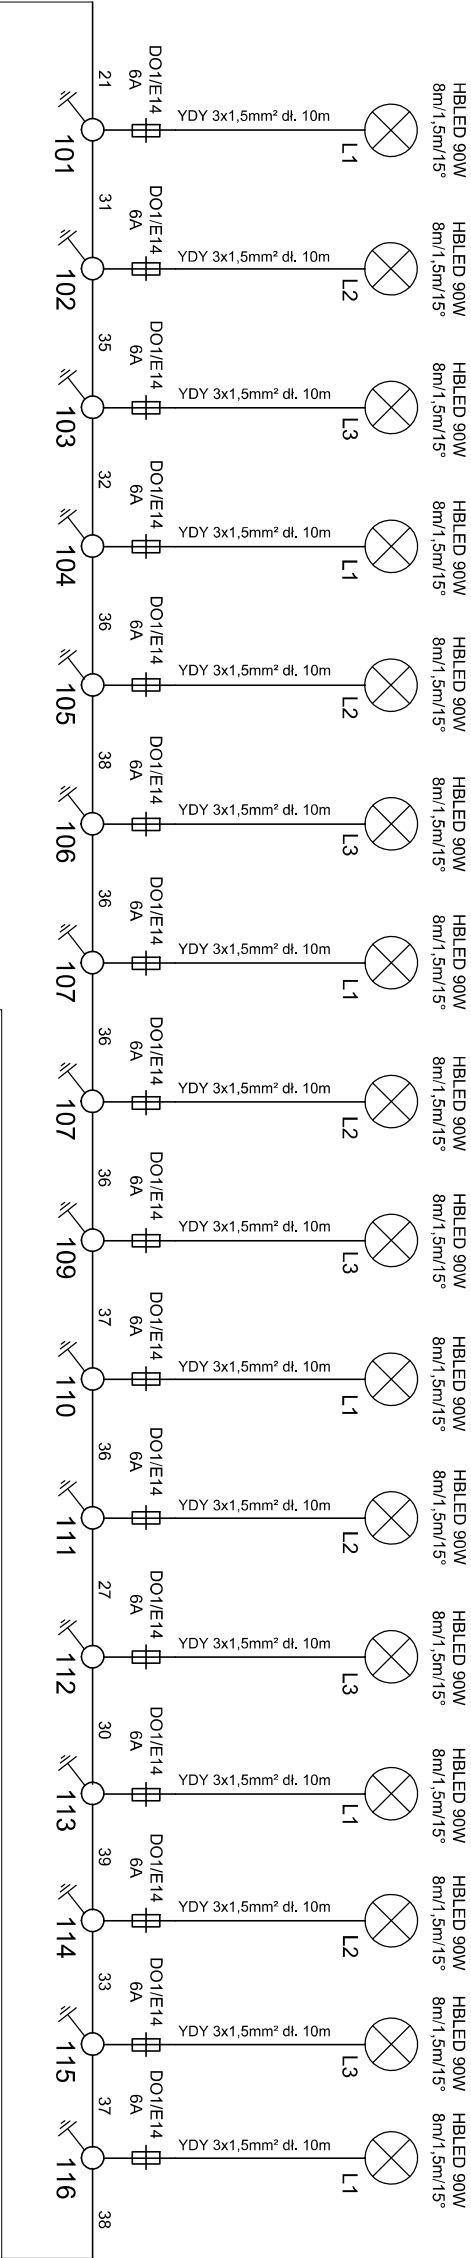 HBLED 90W
8m/1,5m/15°
L1
YDY 3x1,5mm² dł. 10m
DO1/E14
6A
21
101
HBLED 90W
8m/1,5m/15°
L2
YDY 3x1,5mm² dł. 10m
DO1/E14
6A
31
102
HBLED 90W
8m/1,5m/15°
L3
YDY 3x1,5mm² dł. 10m
DO1/E14
6A
35
103
HBLED 90W
8m/1,5m/15°
L1
YDY 3x1,5mm² dł. 10m
DO1/E14
6A
32
104
HBLED 90W
8m/1,5m/15°
L2
YDY 3x1,5mm² dł. 10m
DO1/E14
6A
36
105
HBLED 90W
8m/1,5m/15°
L3
YDY 3x1,5mm² dł. 10m
DO1/E14
6A
38
106
HBLED 90W
8m/1,5m/15°
L1
YDY 3x1,5mm² dł. 10m
DO1/E14
6A
36
107
HBLED 90W
8m/1,5m/15°
L2
YDY 3x1,5mm² dł. 10m
DO1/E14
6A
36
107
HBLED 90W
8m/1,5m/15°
L3
YDY 3x1,5mm² dł. 10m
DO1/E14
6A
36
109
HBLED 90W
8m/1,5m/15°
L1
YDY 3x1,5mm² dł. 10m
DO1/E14
6A
37
110
HBLED 90W
8m/1,5m/15°
L2
YDY 3x1,5mm² dł. 10m
DO1/E14
6A
36
111
HBLED 90W
8m/1,5m/15°
L3
YDY 3x1,5mm² dł. 10m
DO1/E14
6A
27
112
HBLED 90W
8m/1,5m/15°
L1
YDY 3x1,5mm² dł. 10m
DO1/E14
6A
30
113
HBLED 90W
8m/1,5m/15°
L2
YDY 3x1,5mm² dł. 10m
DO1/E14
6A
39
114
HBLED 90W
8m/1,5m/15°
L3
YDY 3x1,5mm² dł. 10m
DO1/E14
6A
33
115
HBLED 90W
8m/1,5m/15°
L1
YDY 3x1,5mm² dł. 10m
DO1/E14
6A
37
116
38